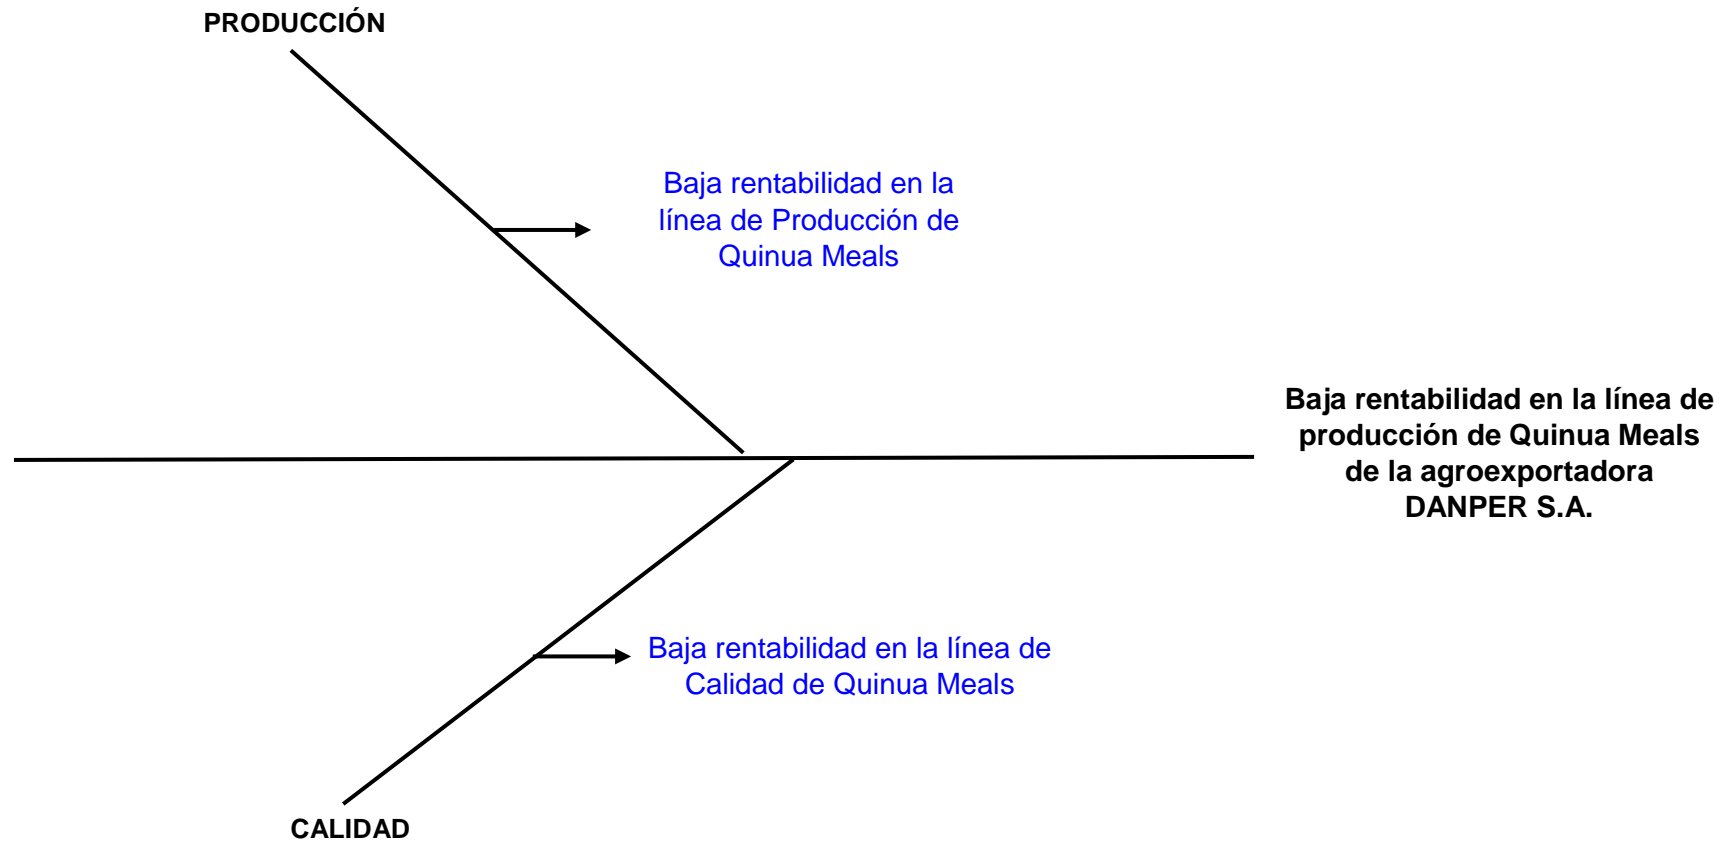 PRODUCCIÓN
Baja rentabilidad en la
línea de Producción de
Quinua Meals
Baja rentabilidad en la línea de
producción de Quinua Meals
de la agroexportadora
DANPER S.A.
Baja rentabilidad en la línea de
Calidad de Quinua Meals
CALIDAD